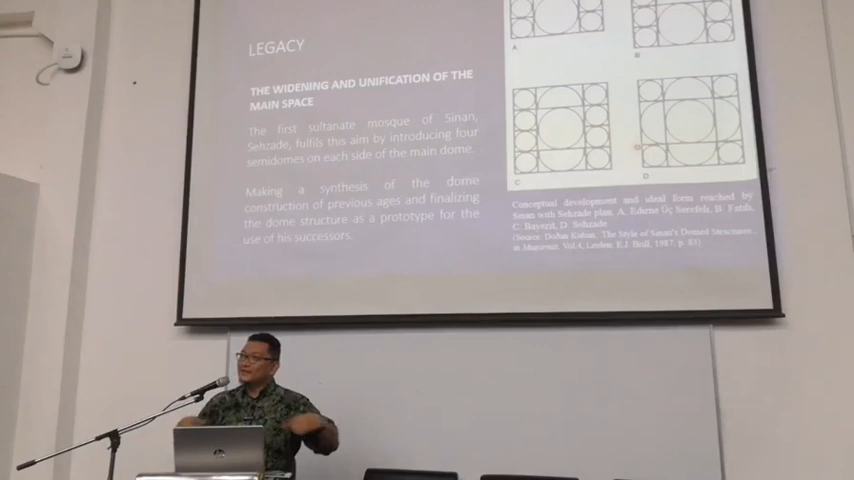 LEGACY
THE WIDENING AND UNIFICATION OF THE
MAIN SPACE
The first sultanate mosque of Sinan,
Sehzade, fulfils this aim by introducing four
semidomes on each side of the main dome.
Making a synthesis of the dome
construction of previous ages and finalizing
the dome structure as a prototype for the
use of his successors.
A
B
C
D
Conceptual development and ideal form reached by
Sinan with Sehzade plan. A. Edirne Üç Serefeli, B. Fatih,
C. Bayezit, D. Sehzade
(Source: Doğan Kuban, The Style of Sinan's Domed Structures,
in Muqarnas, Vol.4, Leiden: E.J Brill, 1987, p. 83)